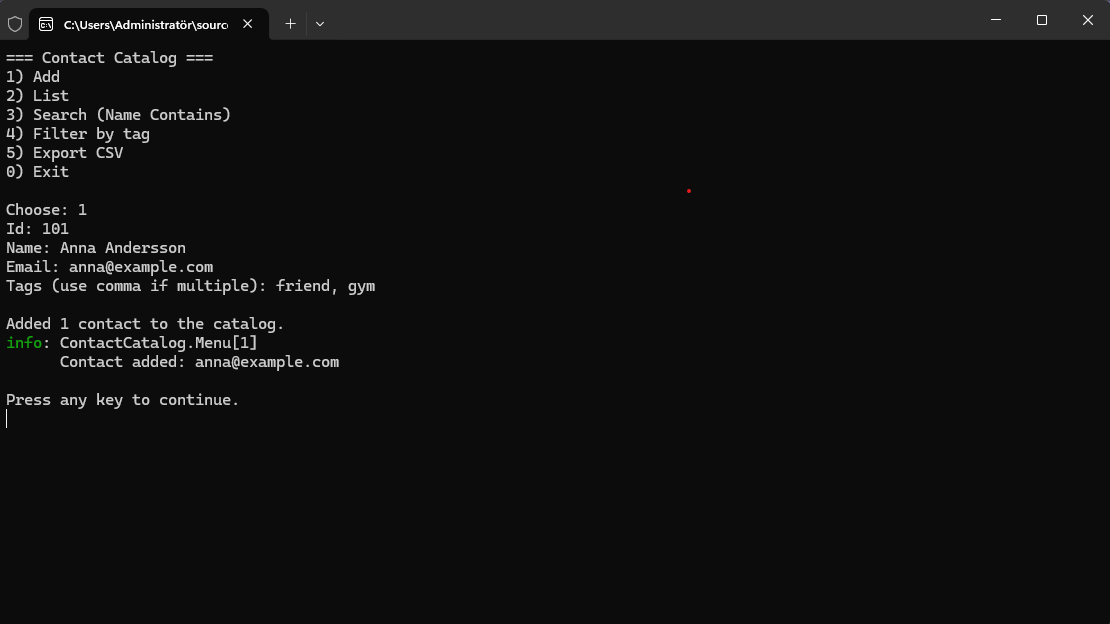 C:\Users\Administratör\sourc
=== Contact Catalog ===
1) Add
2) List
3) Search (Name Contains)
4) Filter by tag
5) Export CSV
0) Exit
Choose: 1
Id: 101
Name: Anna Andersson
Email: anna@example.com
Tags (use comma if multiple): friend, gym
Added 1 contact to the catalog.
info: ContactCatalog.Menu[1]
Contact added: anna@example.com
Press any key to continue.